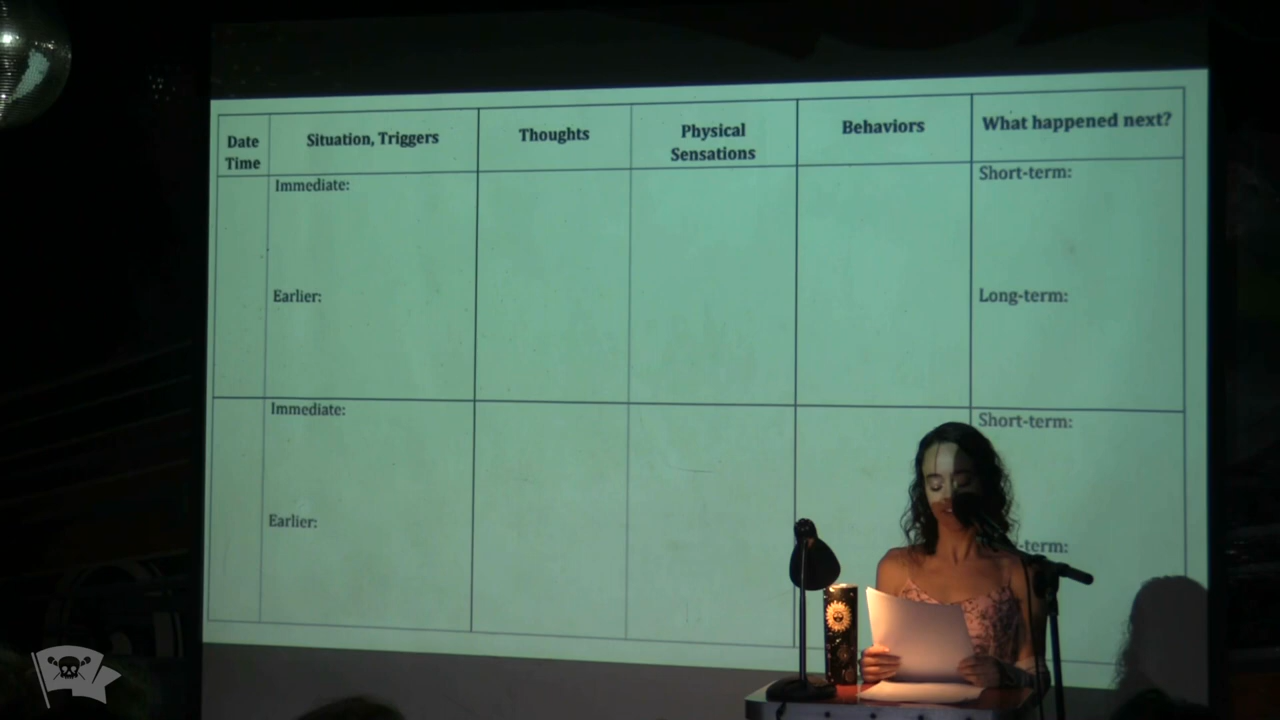 Date
Time
Situation, Triggers
Thoughts
Physical
Sensations
Behaviors
What happened next?
Immediate:
Short-term:
Earlier:
Long-term:
Immediate:
Short-term:
Earlier:
-term: